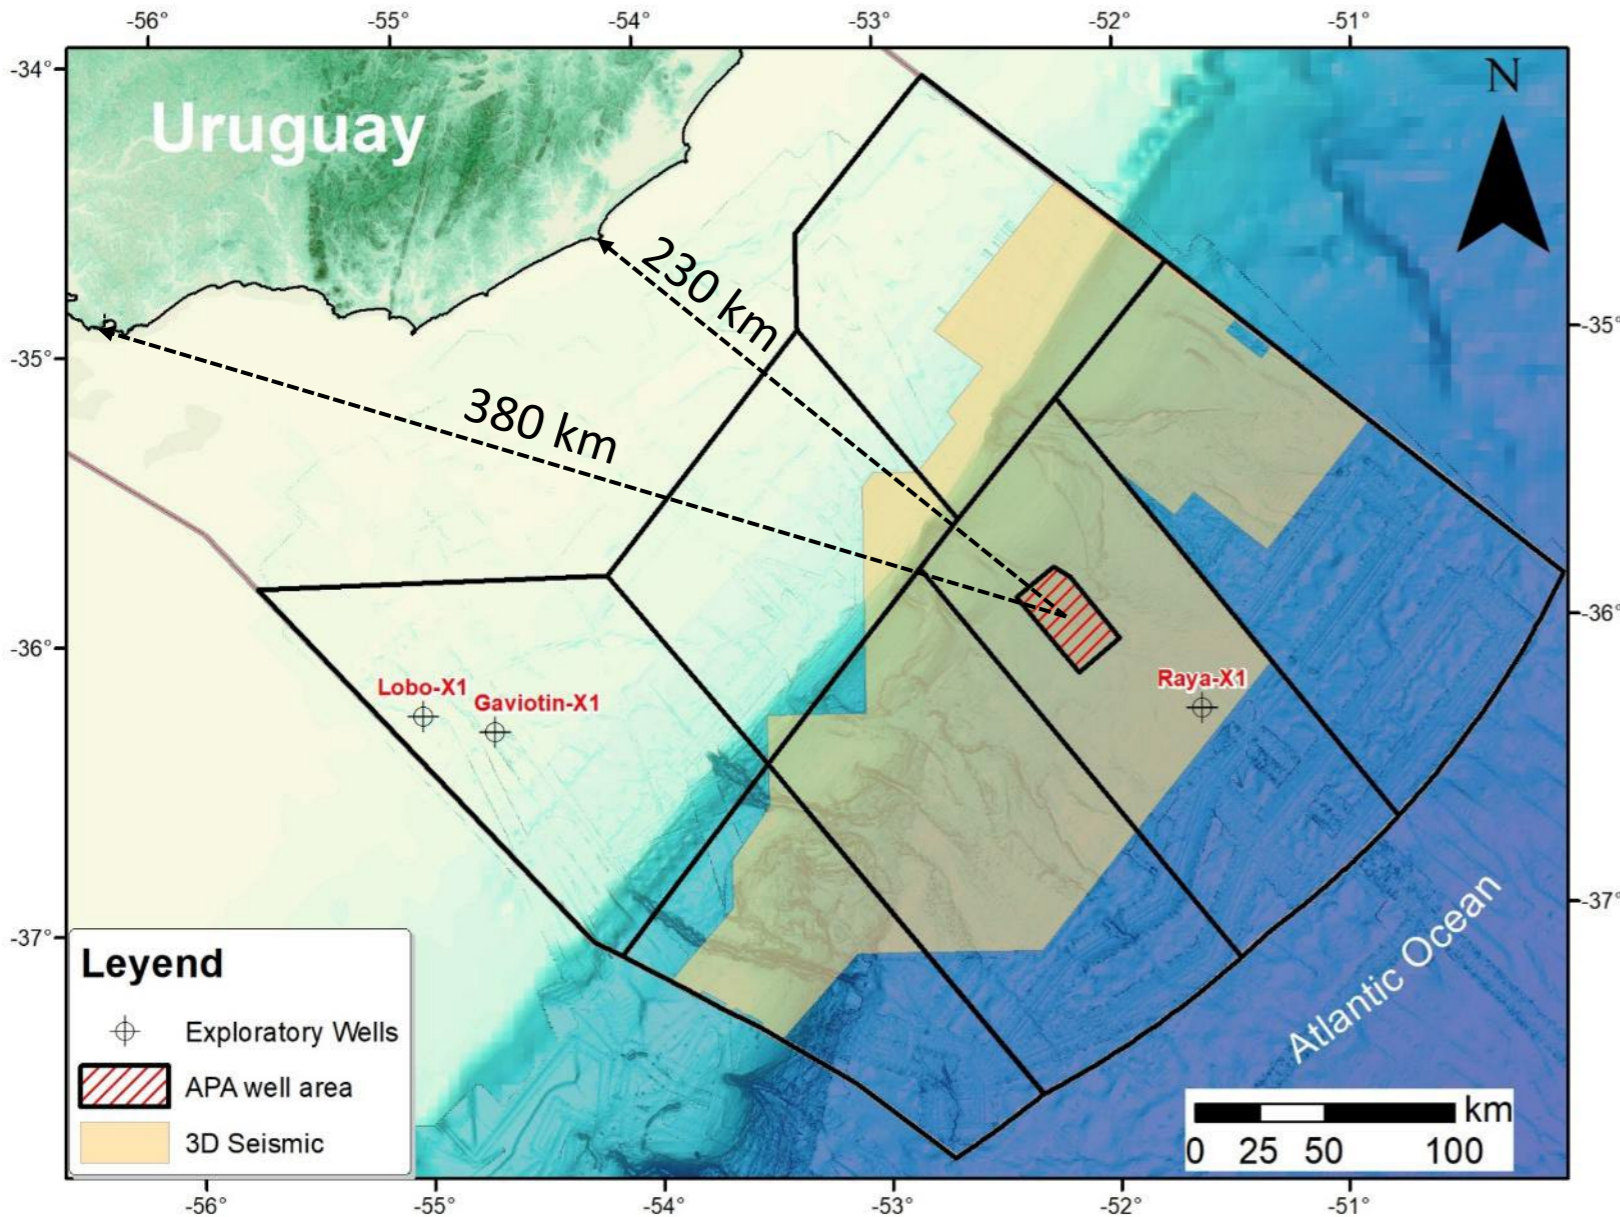 -56° -55° -54° -53° -52° -51°
-34°
N
Uruguay
230 km
-35°
-35°
380 km
-36°
-36°
Lobo-X1
Gaviotin-X1
Raya-X1
-37°
-37°
Leyend
Exploratory Wells
APA well area
3D Seismic
Atlantic Ocean
km
0 25 50 100
-56° -55° -54° -53° -52° -51°